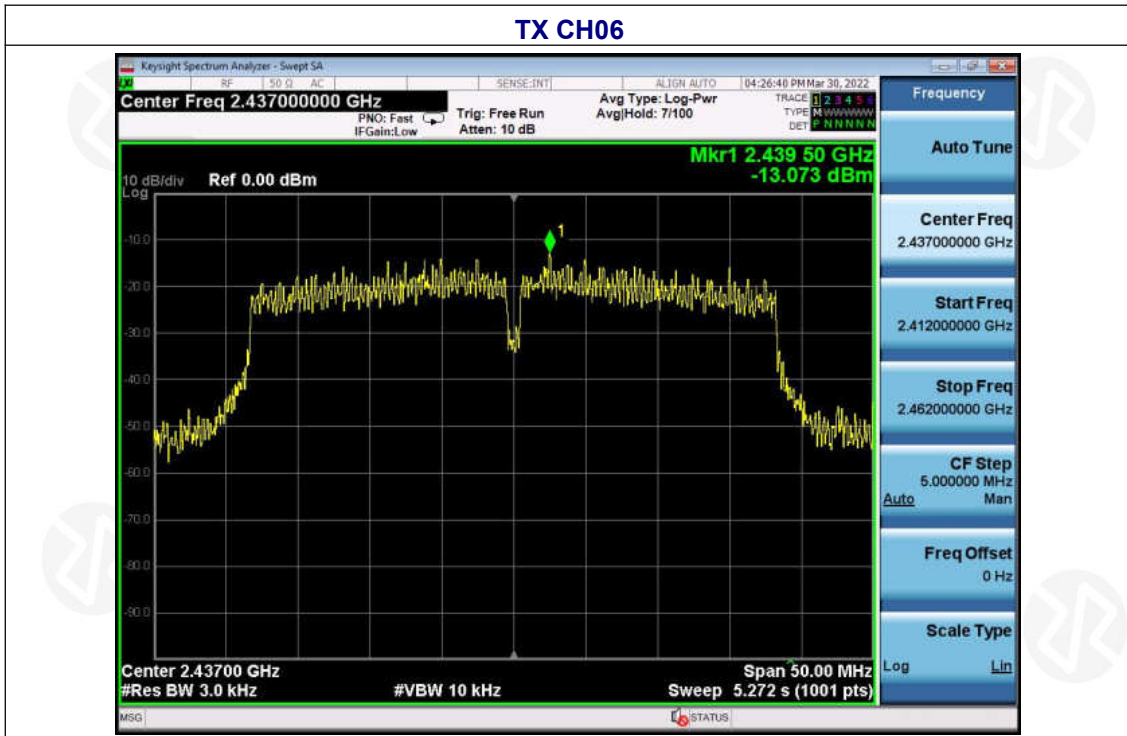 TX CH06
Keysight Spectrum Analyzer - Swept SA
RF 50 Ω AC SENSE:INT ALIGN AUTO 04:26:40 PM Mar 30, 2022
Center Freq 2.437000000 GHz
PNO: Fast
IFGain:Low
Trig: Free Run
Atten: 10 dB
Avg Type: Log-Pwr
Avg|Hold: 7/100
TRACE 1 2 3 4 5 6
TYPE M WWWWW
DET P N N N N N
Mkr1 2.439 50 GHz
-13.073 dBm
10 dB/div Ref 0.00 dBm
Log
1
-10.0
-20.0
-30.0
-40.0
-50.0
-60.0
-70.0
-80.0
-90.0
Center 2.43700 GHz Span 50.00 MHz
#Res BW 3.0 kHz #VBW 10 kHz Sweep 5.272 s (1001 pts)
MSG STATUS
Frequency
Auto Tune
Center Freq
2.437000000 GHz
Start Freq
2.412000000 GHz
Stop Freq
2.462000000 GHz
CF Step
5.000000 MHz
Auto Man
Freq Offset
0 Hz
Scale Type
Log Lin